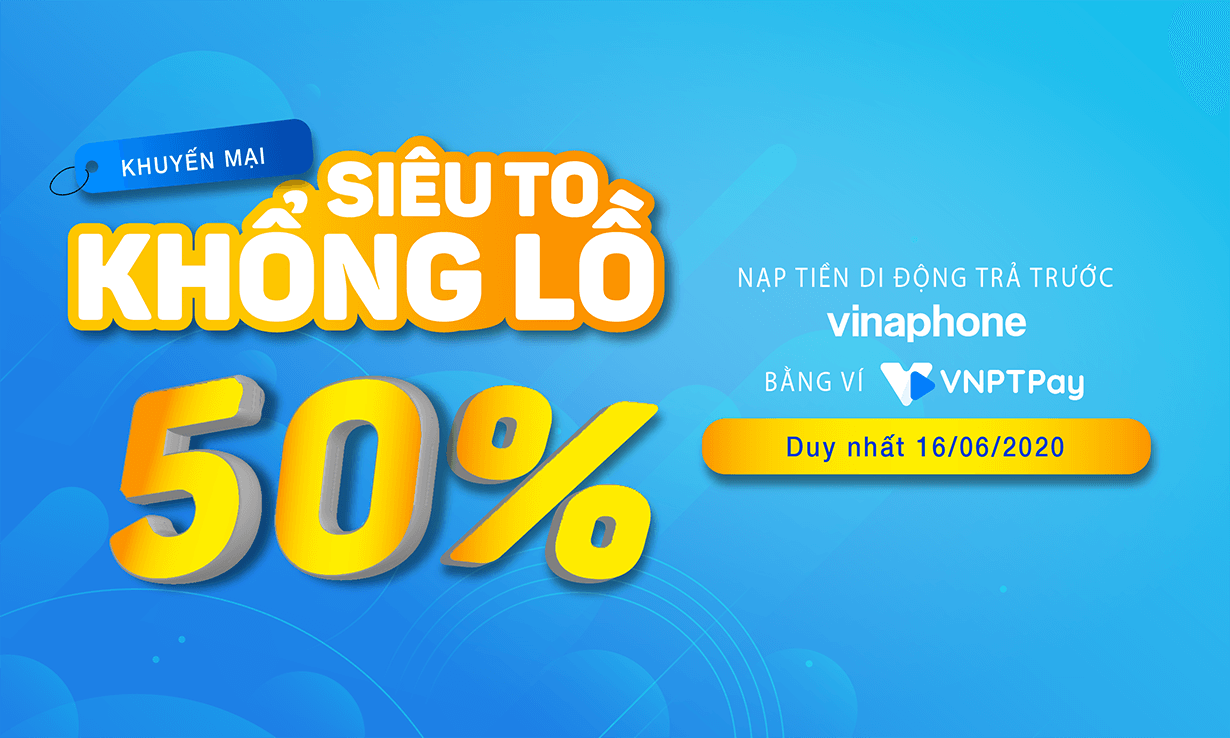 KHUYẾN MẠI
SIÊU TO
KHỔNG LỒ
50%
NẠP TIỀN DI ĐỘNG TRẢ TRƯỚC
vinaphone
BẰNG VÍ VNPTPay
Duy nhất 16/06/2020